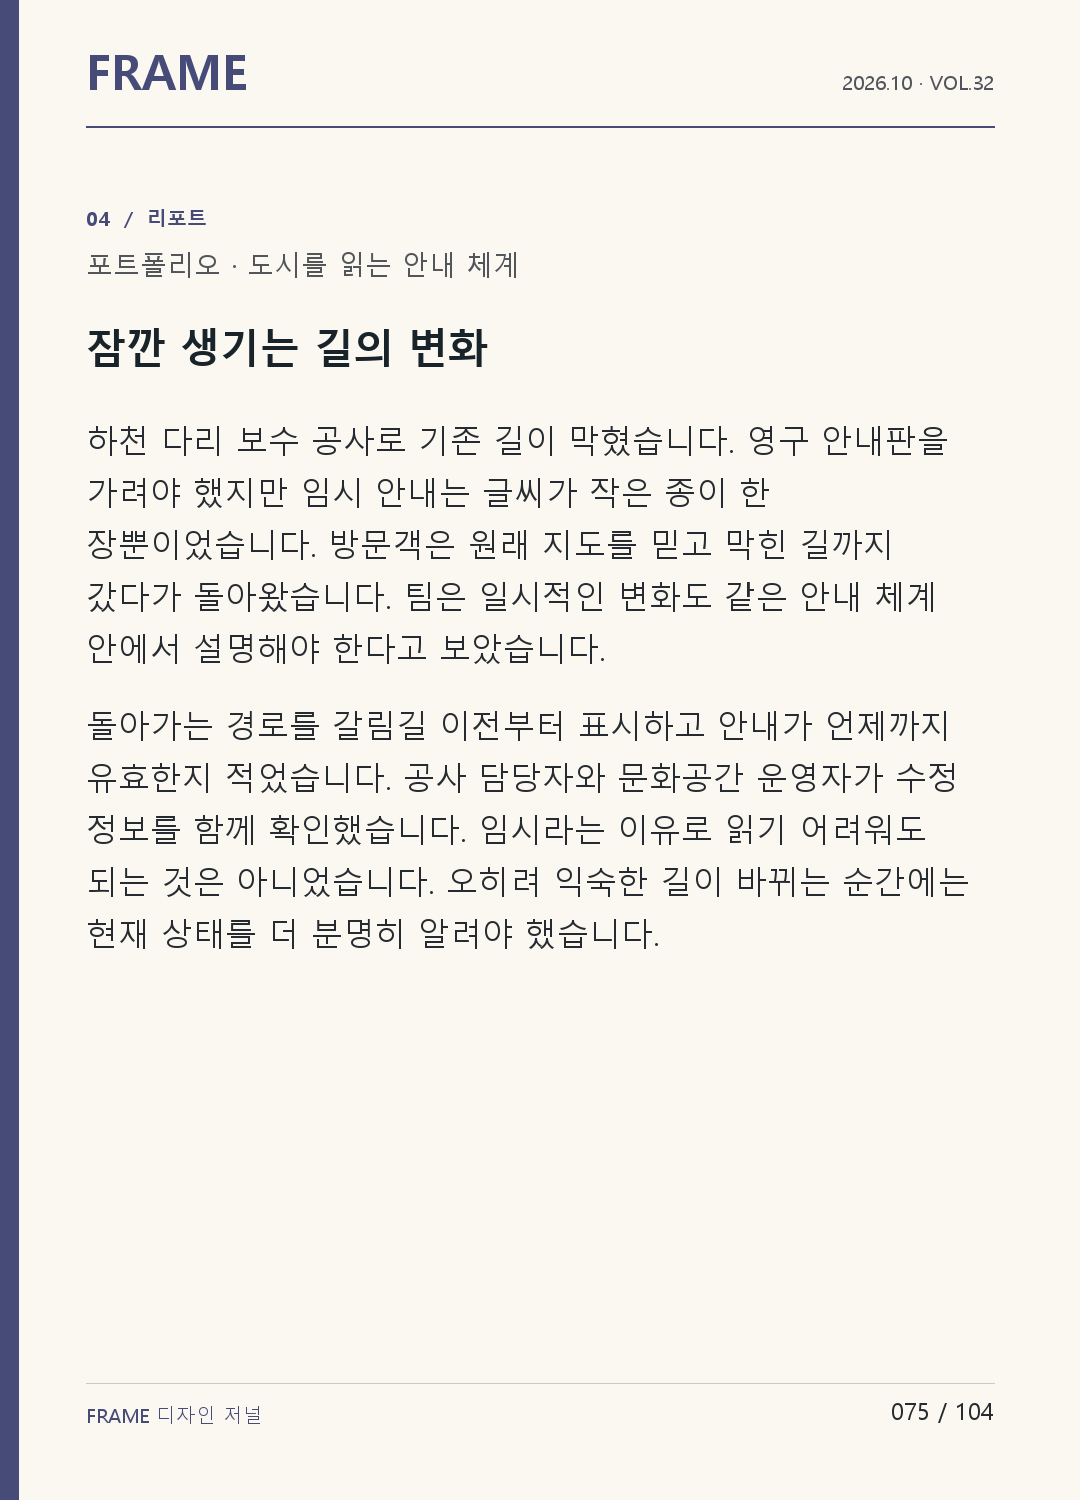 FRAME
2026.10 · VOL.32
04 / 리포트
포트폴리오 · 도시를 읽는 안내 체계
잠깐 생기는 길의 변화
하천 다리 보수 공사로 기존 길이 막혔습니다. 영구 안내판을
가려야 했지만 임시 안내는 글씨가 작은 종이 한
장뿐이었습니다. 방문객은 원래 지도를 믿고 막힌 길까지
갔다가 돌아왔습니다. 팀은 일시적인 변화도 같은 안내 체계
안에서 설명해야 한다고 보았습니다.
돌아가는 경로를 갈림길 이전부터 표시하고 안내가 언제까지
유효한지 적었습니다. 공사 담당자와 문화공간 운영자가 수정
정보를 함께 확인했습니다. 임시라는 이유로 읽기 어려워도
되는 것은 아니었습니다. 오히려 익숙한 길이 바뀌는 순간에는
현재 상태를 더 분명히 알려야 했습니다.
FRAME 디자인 저널
075 / 104